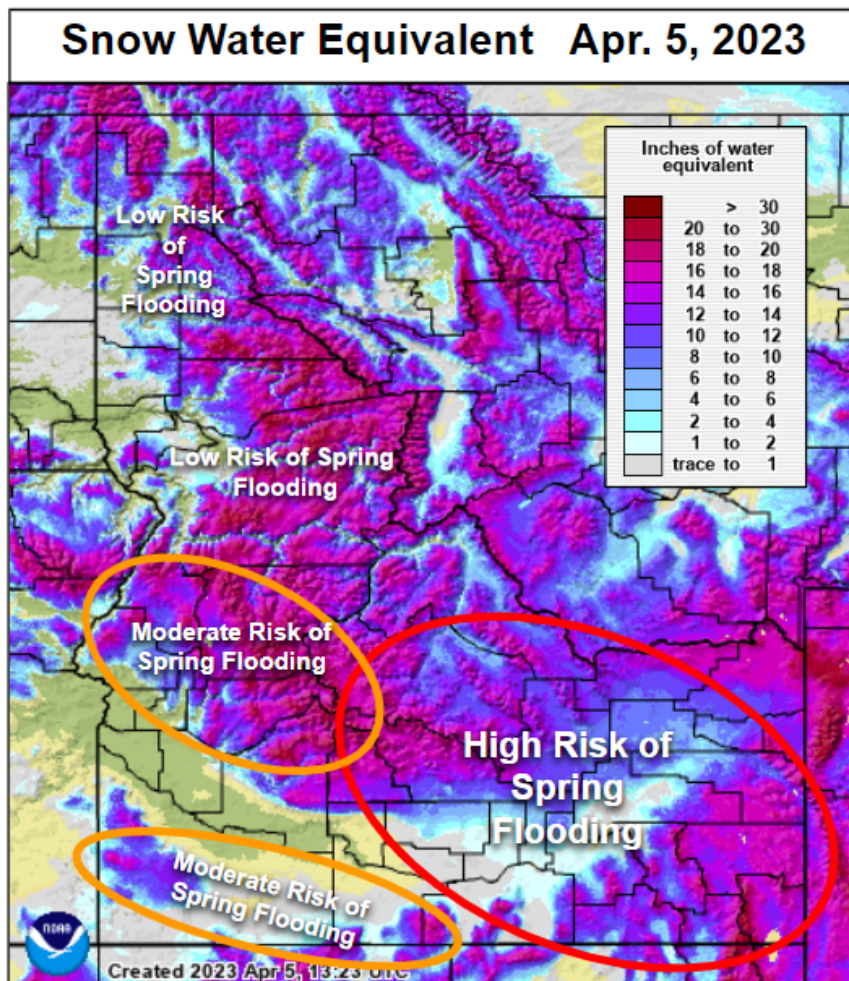 Snow Water Equivalent Apr. 5, 2023
Inches of water
equivalent
> 30
20 to 30
18 to 20
16 to 18
14 to 16
12 to 14
10 to 12
8 to 10
6 to 8
4 to 6
2 to 4
1 to 2
trace to 1
Low Risk
of
Spring
Flooding
Low Risk of Spring
Flooding
Moderate Risk of
Spring Flooding
High Risk of
Spring
Flooding
Moderate Risk of
Spring Flooding
NOAA
Created 2023 Apr 5, 13:23 UTC